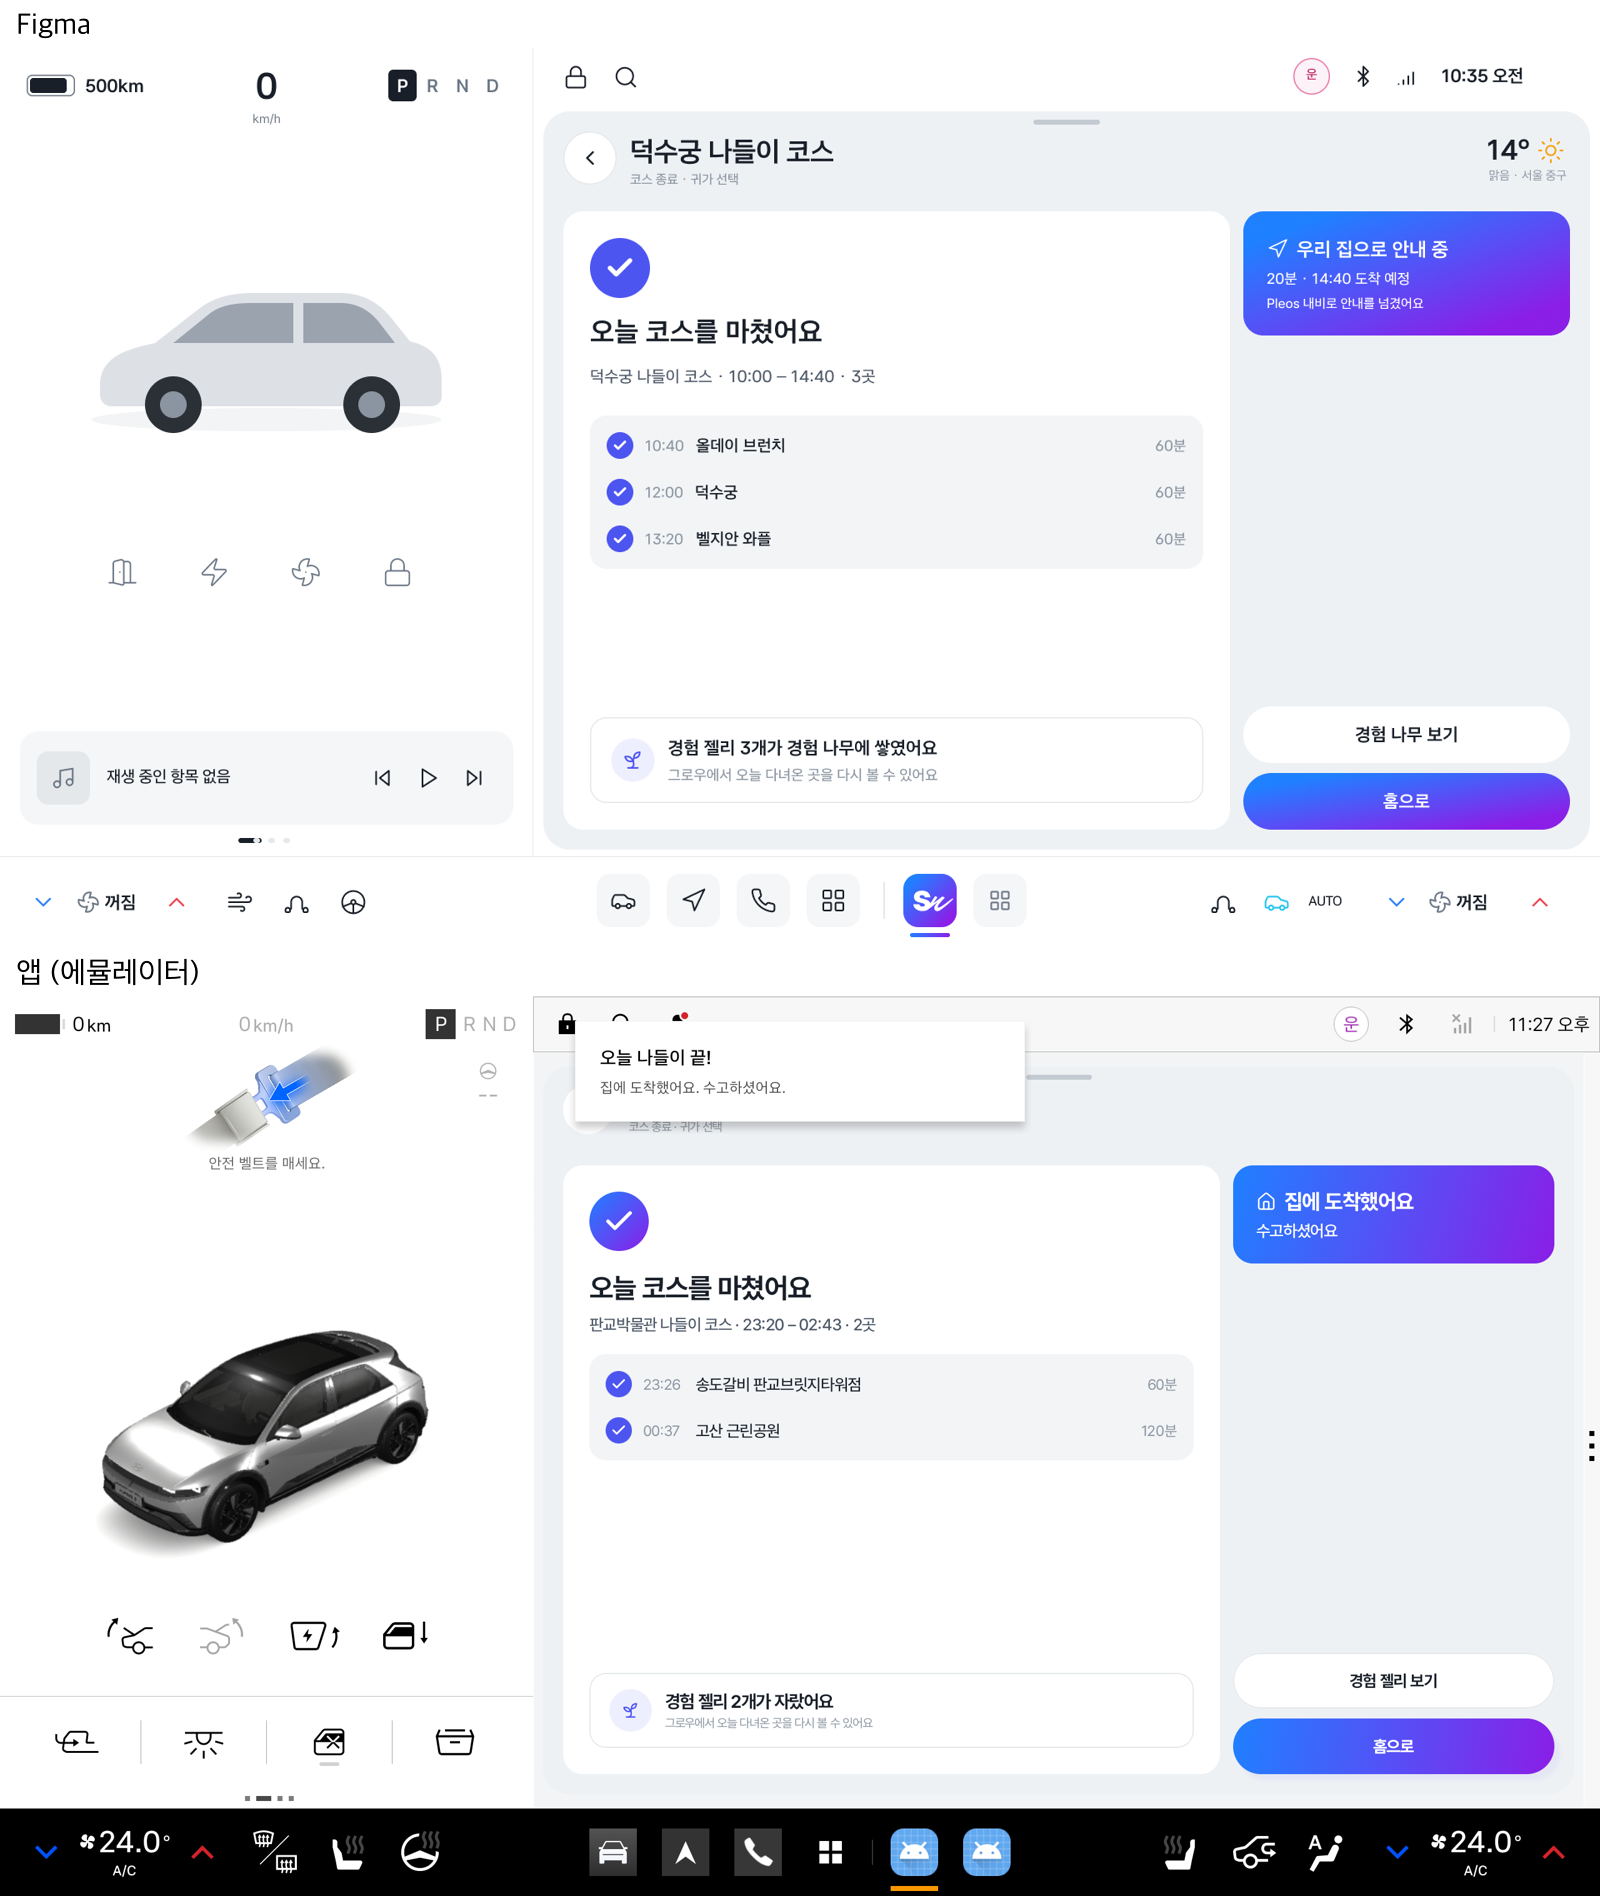 Figma
500km
0
km/h
P R N D
운
10:35 오전
덕수궁 나들이 코스
코스 종료 · 귀가 선택
14°
맑음 · 서울 중구
오늘 코스를 마쳤어요
덕수궁 나들이 코스 · 10:00 – 14:40 · 3곳
10:40 올데이 브런치 60분
12:00 덕수궁 60분
13:20 벨지안 와플 60분
경험 젤리 3개가 경험 나무에 쌓였어요
그로우에서 오늘 다녀온 곳을 다시 볼 수 있어요
우리 집으로 안내 중
20분 · 14:40 도착 예정
Pleos 내비로 안내를 넘겼어요
경험 나무 보기
홈으로
재생 중인 항목 없음
꺼짐
AUTO
꺼짐
앱 (에뮬레이터)
0km
0km/h
P R N D
안전 벨트를 매세요.
--
운
11:27 오후
오늘 나들이 끝!
집에 도착했어요. 수고하셨어요.
코스 종료 · 귀가 선택
오늘 코스를 마쳤어요
판교박물관 나들이 코스 · 23:20 – 02:43 · 2곳
23:26 송도갈비 판교브릿지타워점 60분
00:37 고산 근린공원 120분
경험 젤리 2개가 자랐어요
그로우에서 오늘 다녀온 곳을 다시 볼 수 있어요
집에 도착했어요
수고하셨어요
경험 젤리 보기
홈으로
24.0°
A/C
A
24.0°
A/C